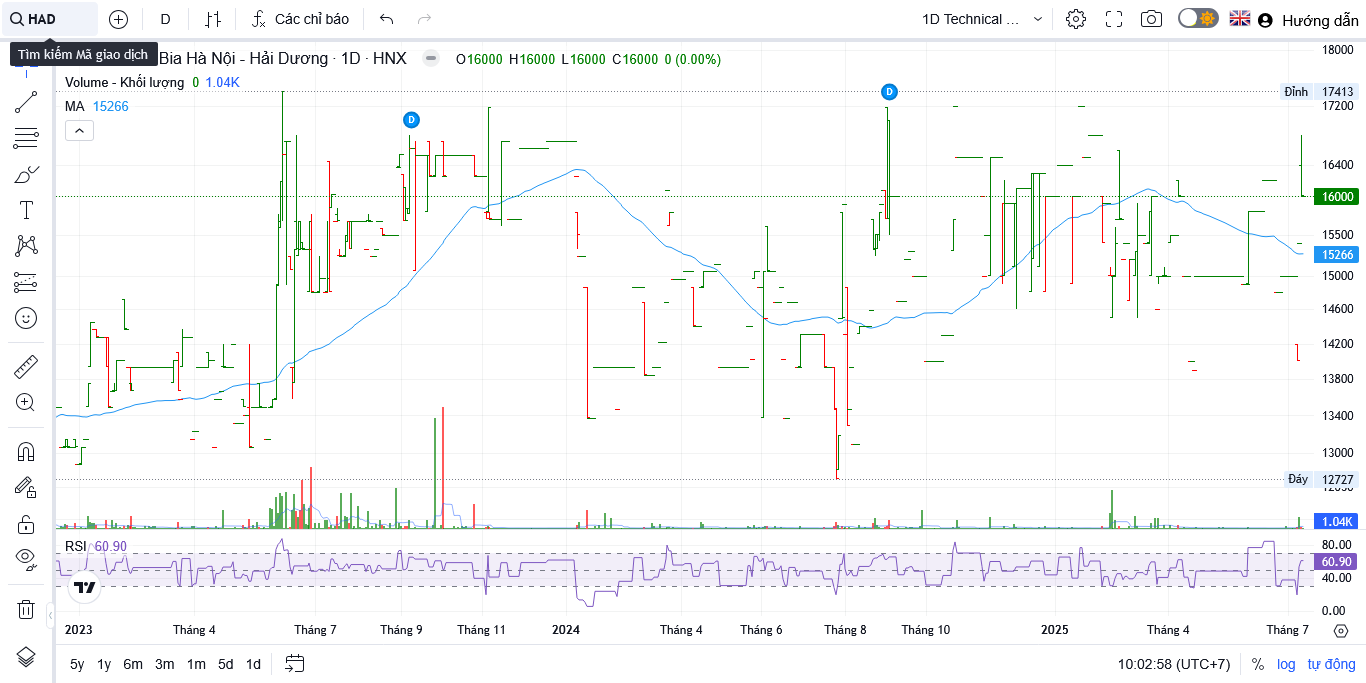 HAD
D
Các chỉ báo
1D Technical ...
Hướng dẫn
Tìm kiếm Mã giao dịch
Bia Hà Nội - Hải Dương · 1D · HNX
O16000 H16000 L16000 C16000 0 (0.00%)
Volume - Khối lượng 0 1.04K
MA 15266
D
D
18000
Đỉnh 17413
17200
16400
16000
15500
15266
15000
14600
14200
13800
13400
13000
Đáy 12727
1.04K
RSI 60.90
80.00
60.90
40.00
0.00
2023 Tháng 4 Tháng 7 Tháng 9 Tháng 11 2024 Tháng 4 Tháng 6 Tháng 8 Tháng 10 2025 Tháng 4 Tháng 7
5y 1y 6m 3m 1m 5d 1d
10:02:58 (UTC+7) % log tự động